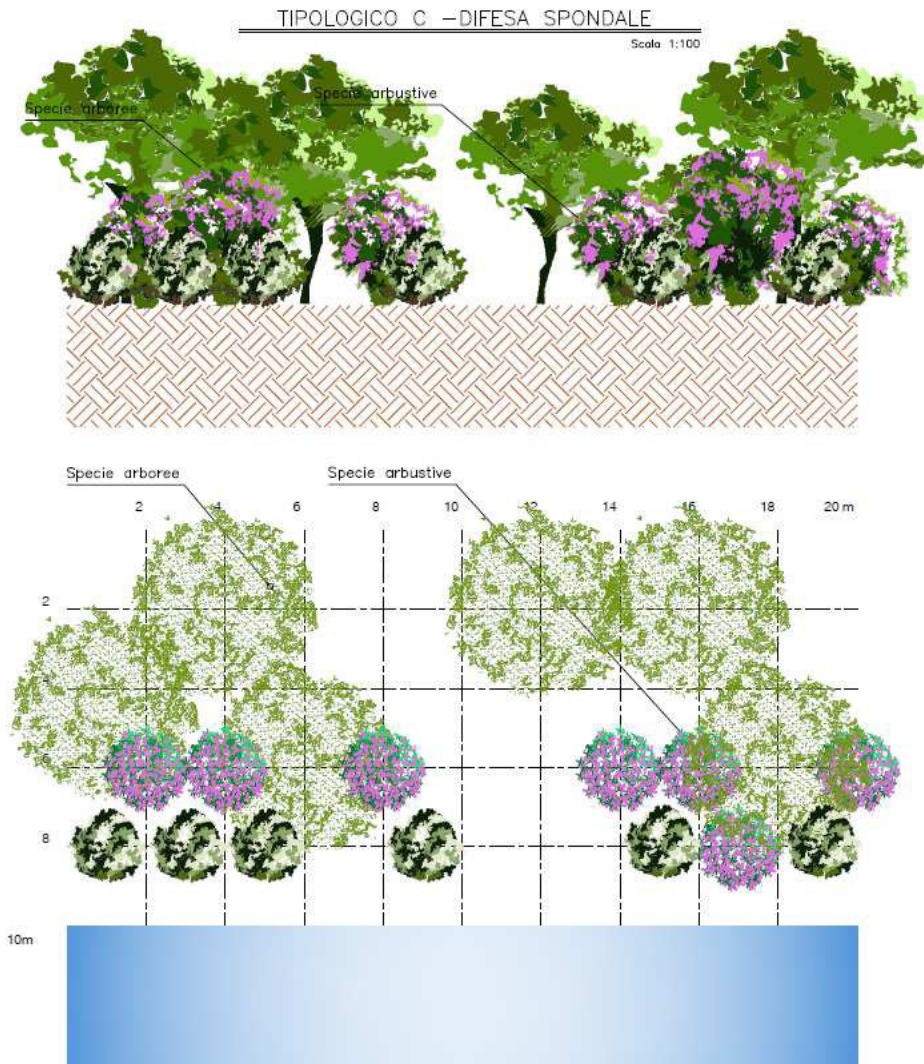 TIPOLOGICO C –DIFESA SPONDALE
Scala 1:100
Specie arbustive
Specie arboree
Specie arboree
Specie arbustive
2 4 6 8 10 12 14 16 18 20 m
2
6
8
10m